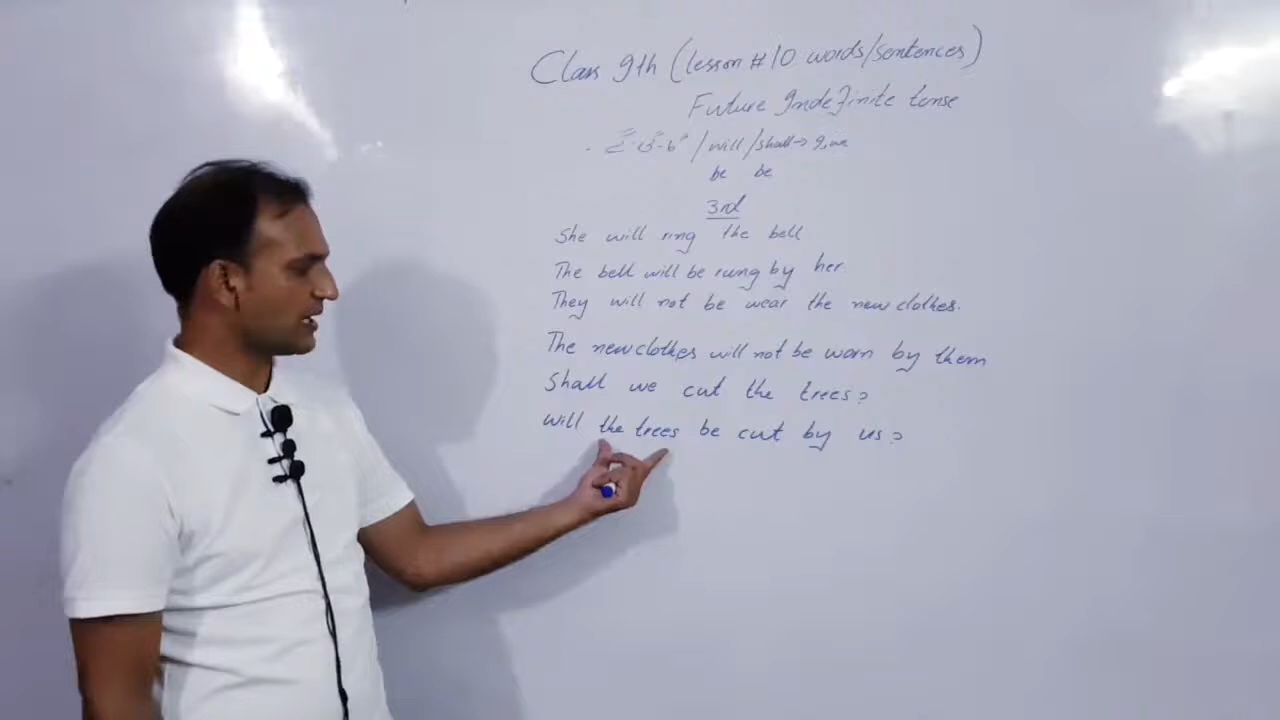 Class 9th (lesson #10 words/sentences)
Future Indefinite tense
/ will / shall → I, we
be be
3rd
She will ring the bell
The bell will be rung by her.
They will not be wear the new clothes.
The new clothes will not be worn by them
Shall we cut the trees?
will the trees be cut by us?